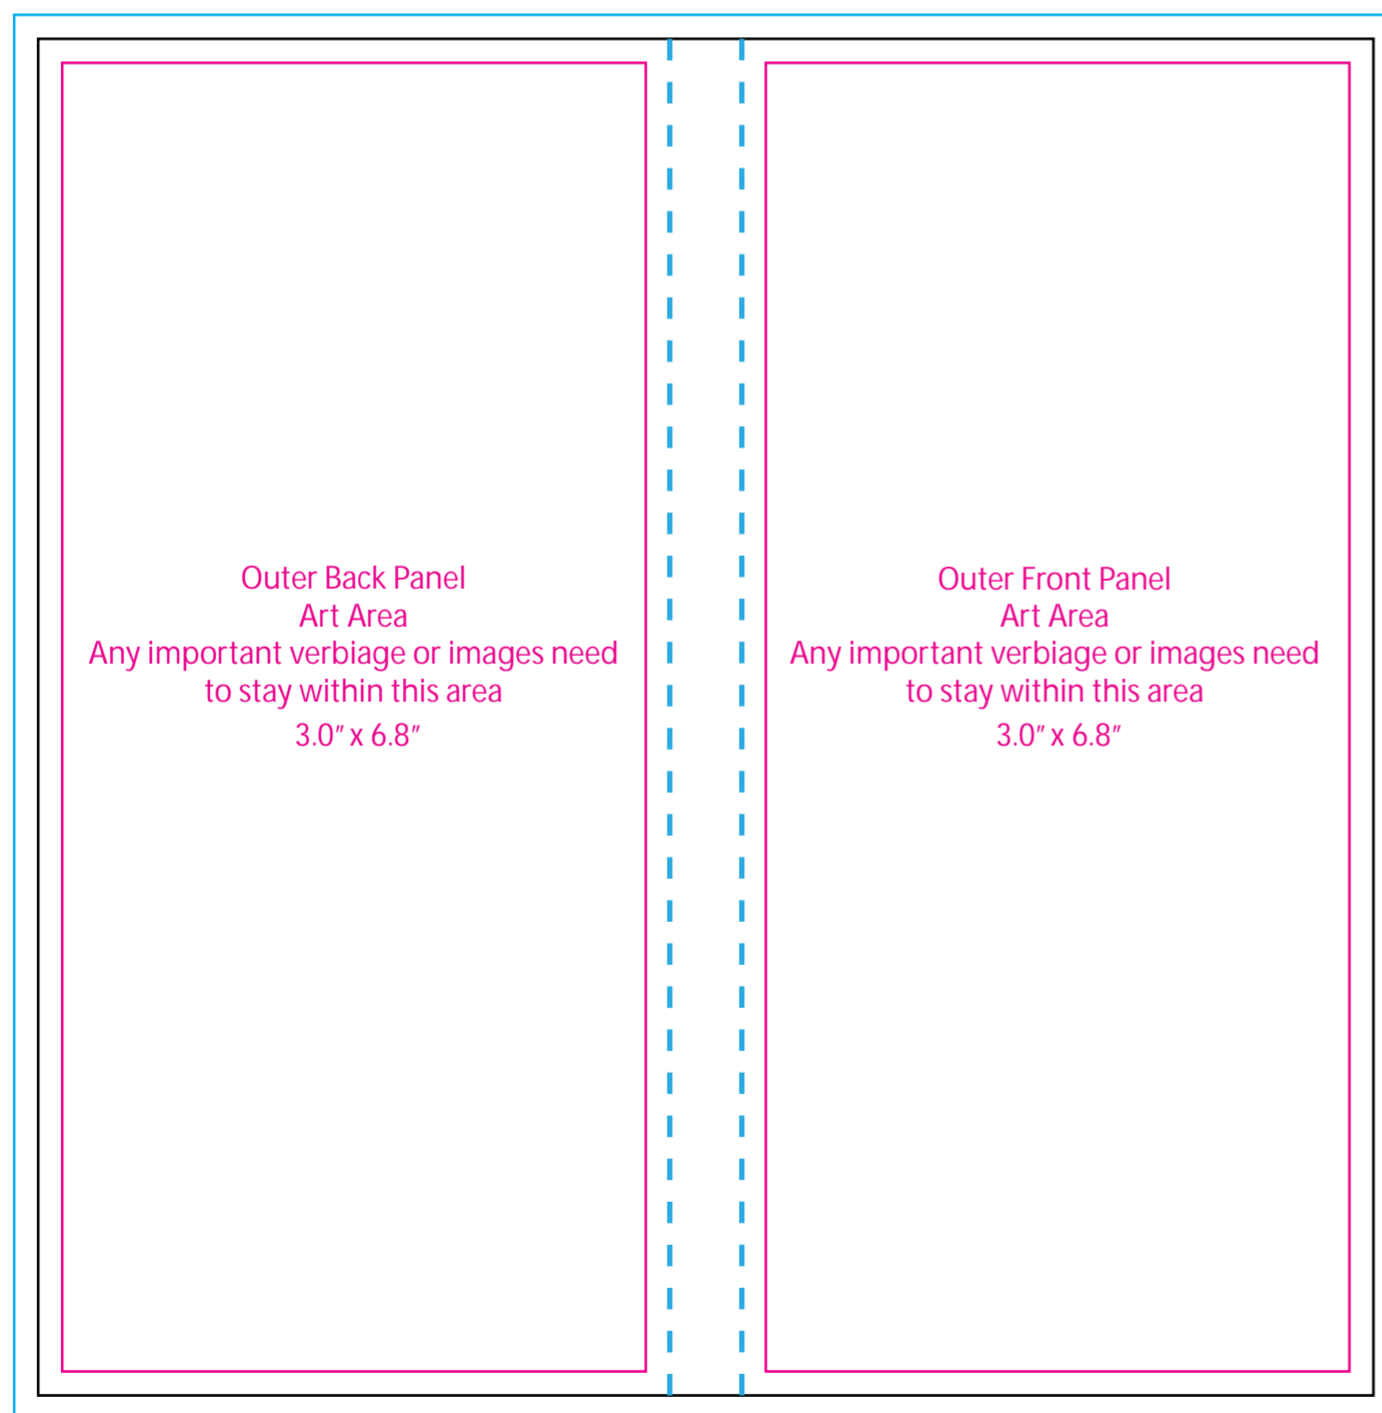 Outer Back Panel
Art Area
Any important verbiage or images need
to stay within this area
3.0" x 6.8"
Outer Front Panel
Art Area
Any important verbiage or images need
to stay within this area
3.0" x 6.8"